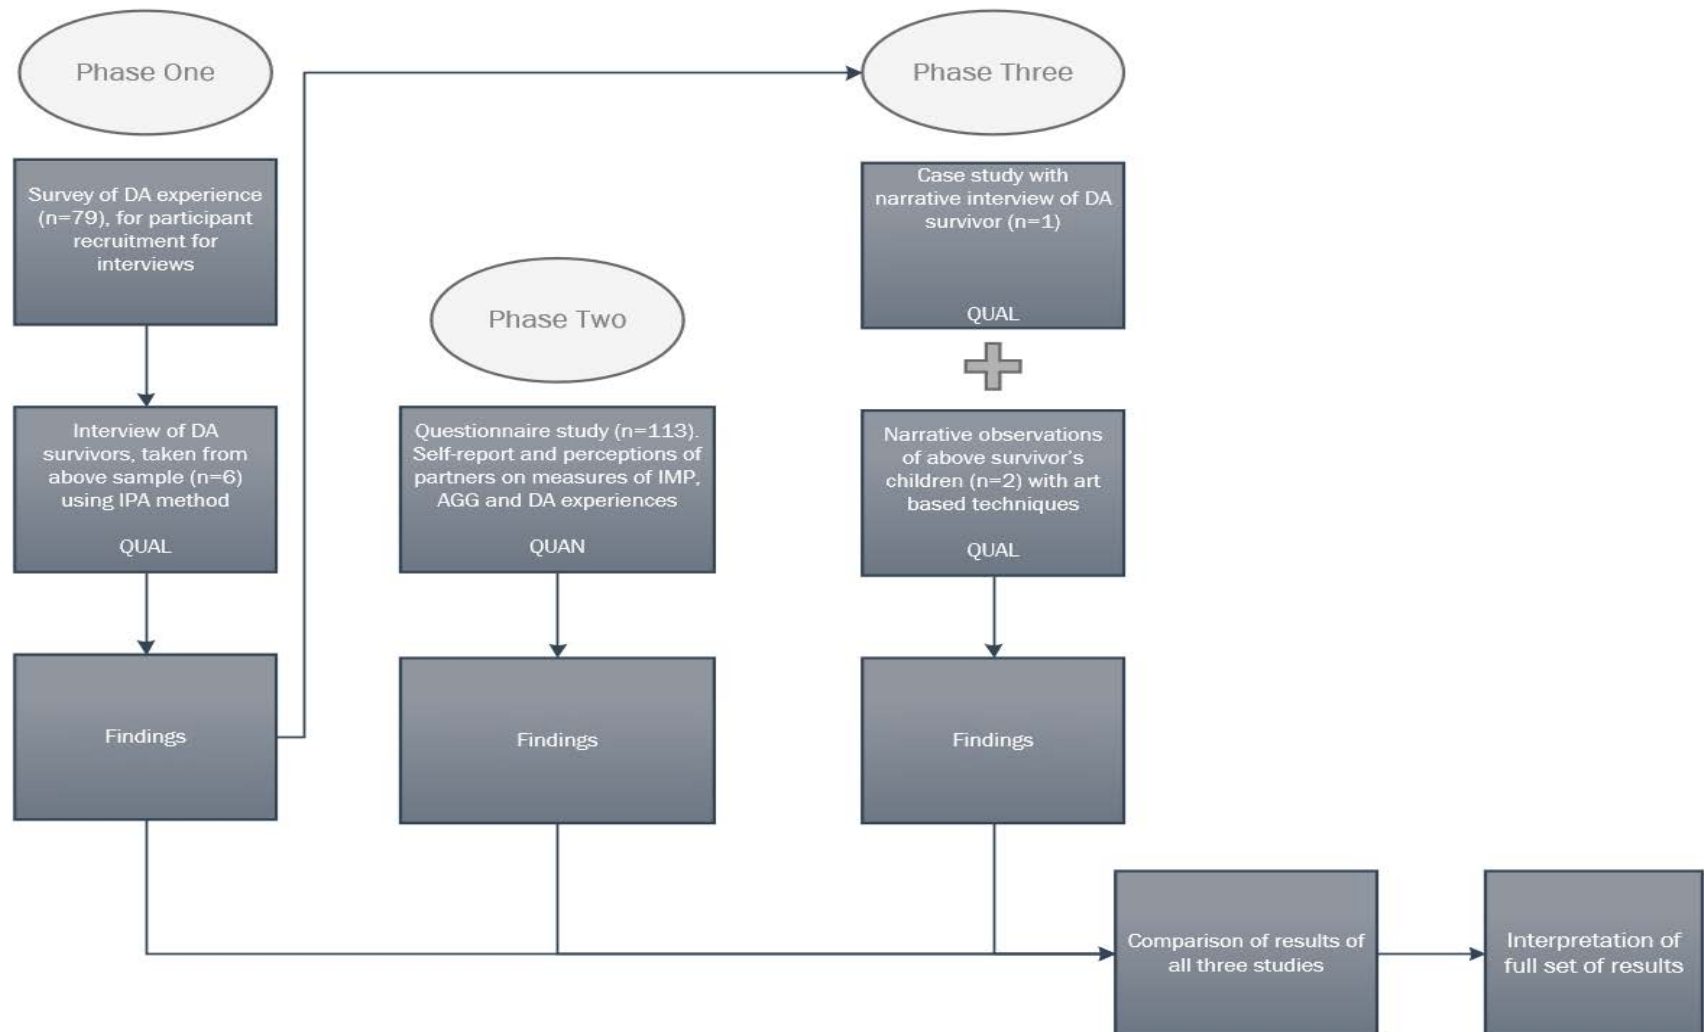 Phase One
Survey of DA experience
(n=79), for participant
recruitment for
interviews
Interview of DA
survivors, taken from
above sample (n=6)
using IPA method
QUAL
Findings
Phase Two
Questionnaire study (n=113).
Self-report and perceptions of
partners on measures of IMP,
AGG and DA experiences
QUAN
Findings
Phase Three
Case study with
narrative interview of DA
survivor (n=1)
QUAL
Narrative observations
of above survivor's
children (n=2) with art
based techniques
QUAL
Findings
Comparison of results of
all three studies
Interpretation of
full set of results